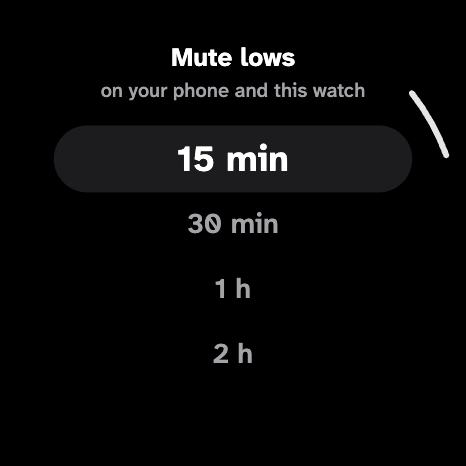 Mute lows
on your phone and this watch
15 min
30 min
1 h
2 h